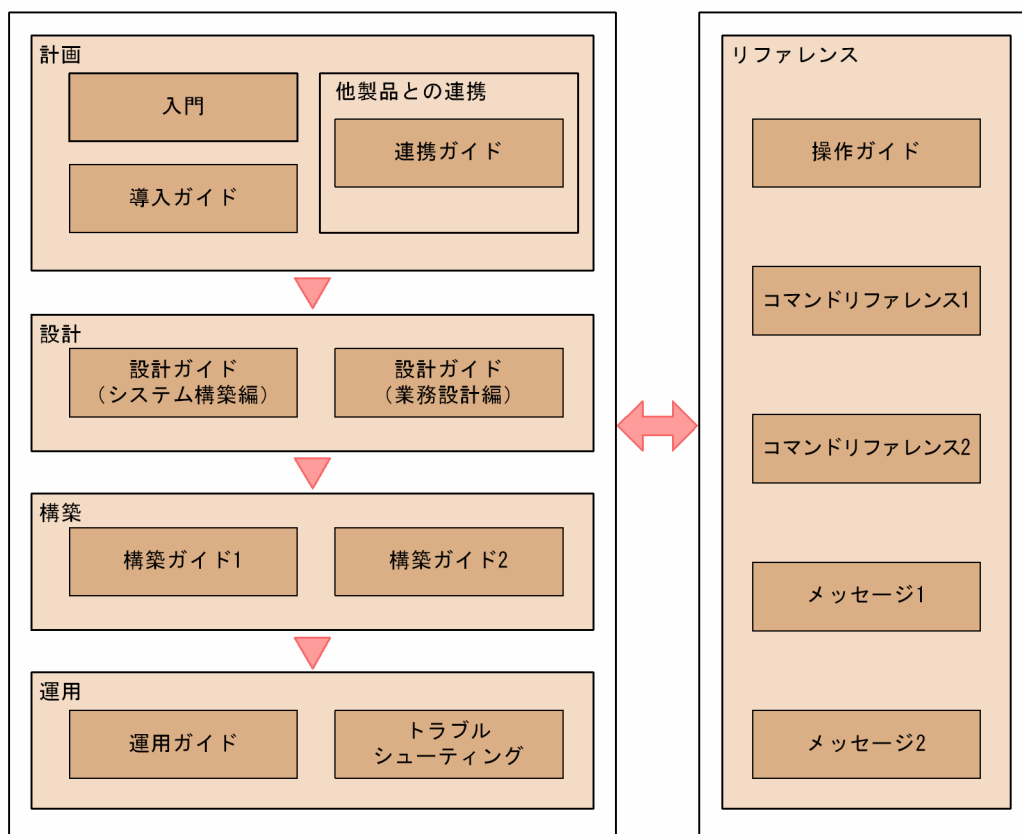 計画
入門
導入ガイド
他製品との連携
連携ガイド
設計
設計ガイド
（システム構築編）
設計ガイド
（業務設計編）
構築
構築ガイド1
構築ガイド2
運用
運用ガイド
トラブル
シューティング
リファレンス
操作ガイド
コマンドリファレンス1
コマンドリファレンス2
メッセージ1
メッセージ2